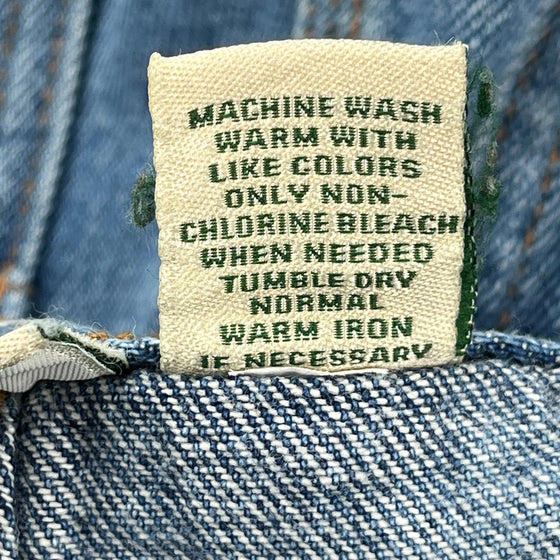 MACHINE WASH
WARM WITH
LIKE COLORS
ONLY NON-
CHLORINE BLEACH
WHEN NEEDED
TUMBLE DRY
NORMAL
WARM IRON
IF NECESSARY